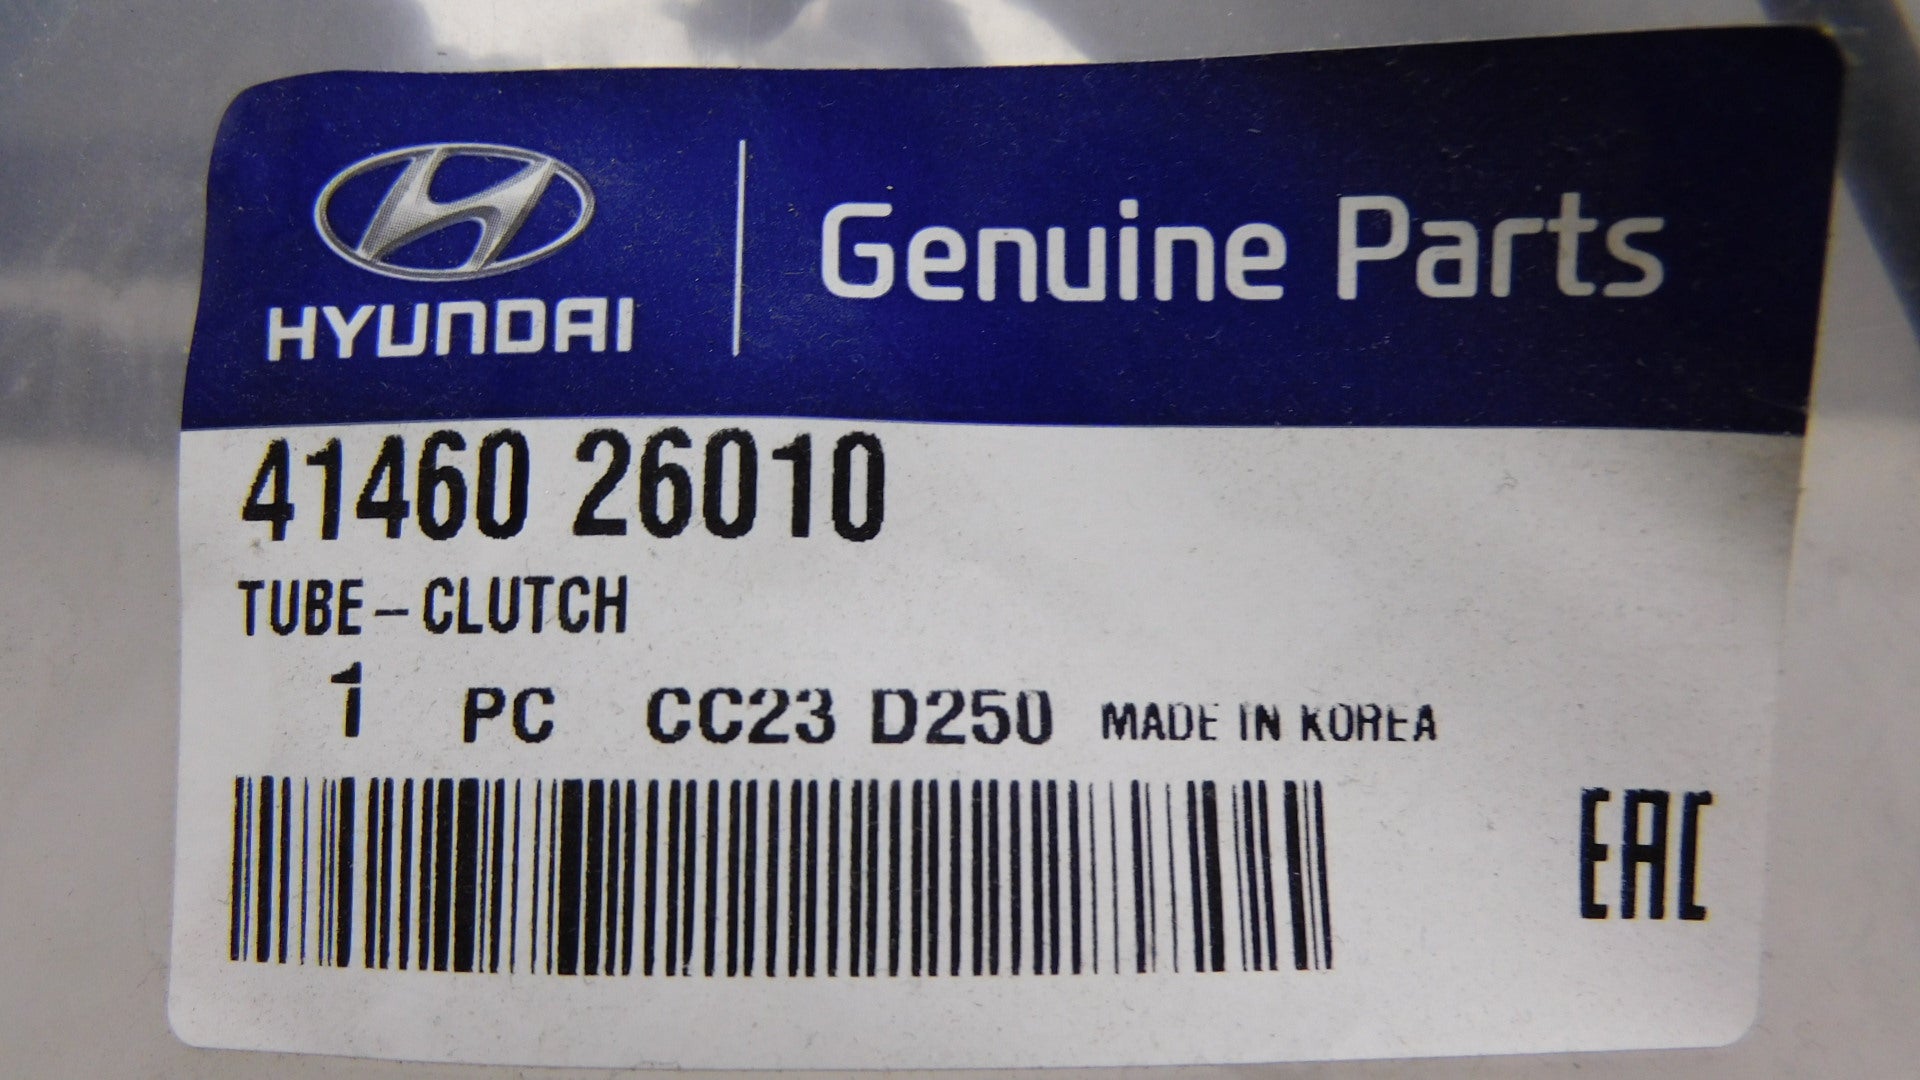 HYUNDAI
Genuine Parts
41460 26010
TUBE-CLUTCH
1 PC CC23 D250 MADE IN KOREA
EAC